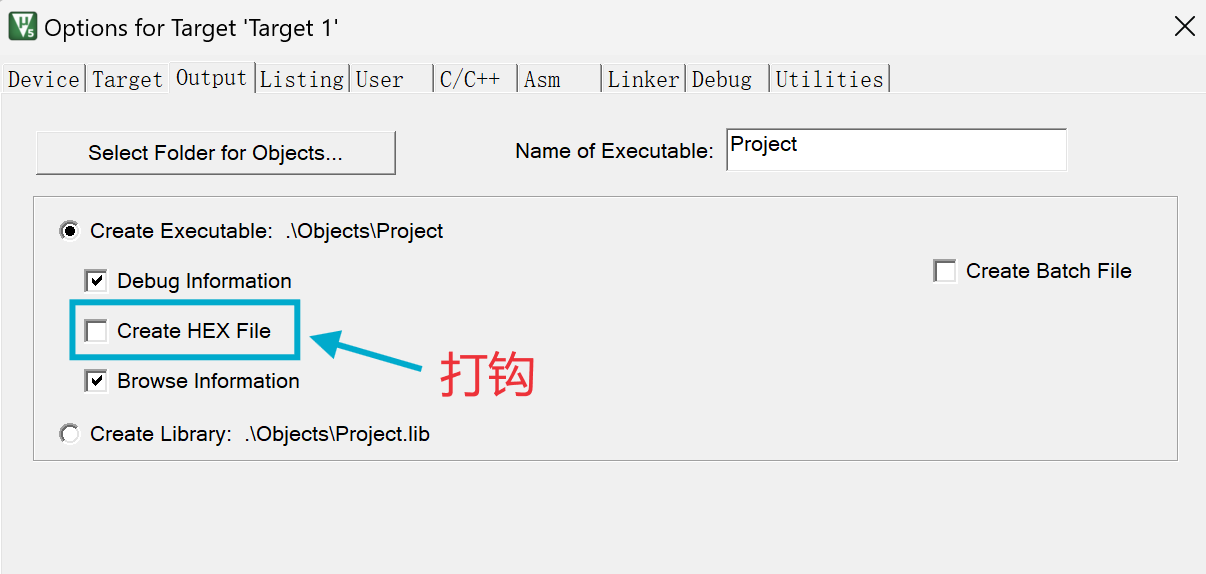 Options for Target 'Target 1'
Device Target Output Listing User C/C++ Asm Linker Debug Utilities
Select Folder for Objects... Name of Executable: Project
Create Executable: .\Objects\Project
Debug Information Create Batch File
Create HEX File
打钩
Browse Information
Create Library: .\Objects\Project.lib